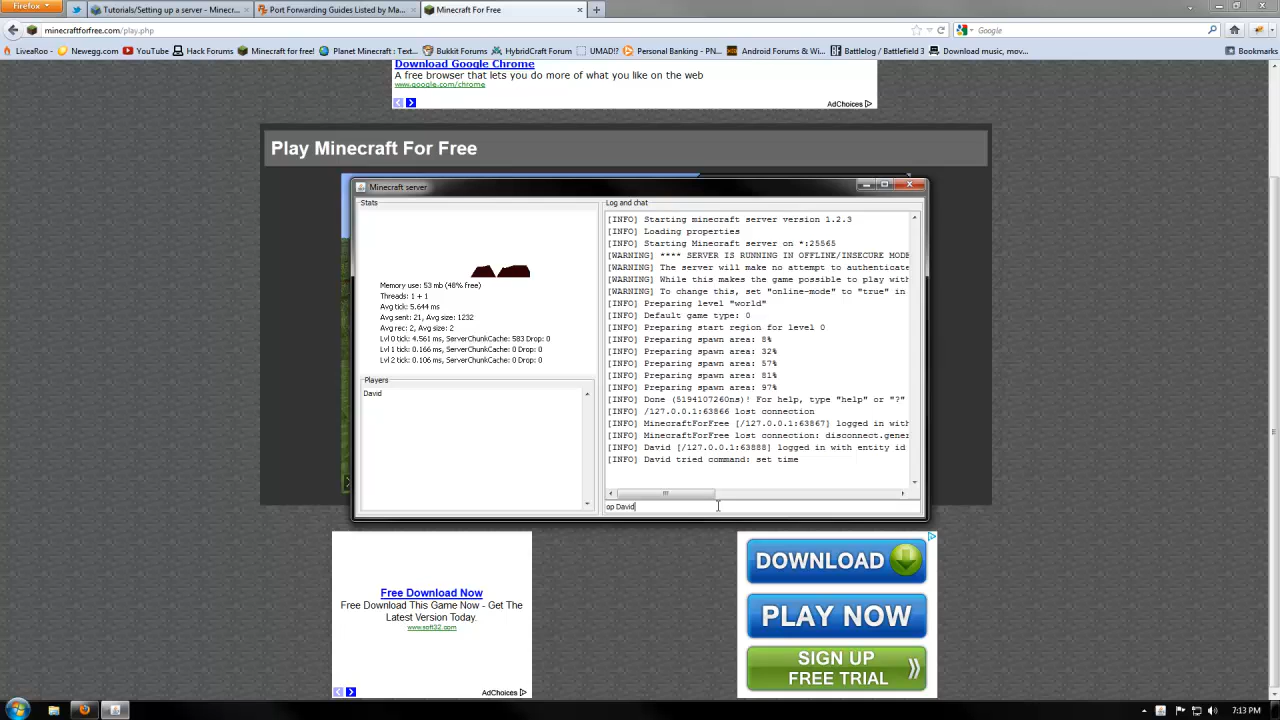 Firefox
Tutorials/Setting up a server - Minecr...
Port Forwarding Guides Listed by Ma...
Minecraft For Free
minecraftforfree.com/play.php
Google
LiveaRoo
Newegg.com
YouTube
Hack Forums
Minecraft for free!
Planet Minecraft : Text...
Bukkit Forums
HybridCraft Forum
UMAD!?
Personal Banking - PN...
Android Forums & Wi...
Battlelog / Battlefield 3
Download music, mov...
Bookmarks
Download Google Chrome
A free browser that lets you do more of what you like on the web
www.google.com/chrome
AdChoices
Play Minecraft For Free
Minecraft server
Stats
Memory use: 53 mb (48% free)
Threads: 1 + 1
Avg tick: 5.644 ms
Avg sent: 21, Avg size: 1232
Avg rec: 2, Avg size: 2
Lvl 0 tick: 4.561 ms, ServerChunkCache: 583 Drop: 0
Lvl 1 tick: 0.166 ms, ServerChunkCache: 0 Drop: 0
Lvl 2 tick: 0.106 ms, ServerChunkCache: 0 Drop: 0
Players
David
Log and chat
[INFO] Starting minecraft server version 1.2.3
[INFO] Loading properties
[INFO] Starting Minecraft server on *:25565
[WARNING] **** SERVER IS RUNNING IN OFFLINE/INSECURE MODE
[WARNING] The server will make no attempt to authenticate
[WARNING] While this makes the game possible to play with
[WARNING] To change this, set "online-mode" to "true" in
[INFO] Preparing level "world"
[INFO] Default game type: 0
[INFO] Preparing start region for level 0
[INFO] Preparing spawn area: 8%
[INFO] Preparing spawn area: 32%
[INFO] Preparing spawn area: 57%
[INFO] Preparing spawn area: 81%
[INFO] Preparing spawn area: 97%
[INFO] Done (5194107260ns)! For help, type "help" or "?"
[INFO] /127.0.0.1:63866 lost connection
[INFO] MinecraftForFree [/127.0.0.1:63867] logged in with
[INFO] MinecraftForFree lost connection: disconnect.gener
[INFO] David [/127.0.0.1:63888] logged in with entity id
[INFO] David tried command: set time
op David
Free Download Now
Free Download This Game Now - Get The
Latest Version Today.
www.soft32.com
AdChoices
DOWNLOAD
PLAY NOW
SIGN UP
FREE TRIAL
7:13 PM